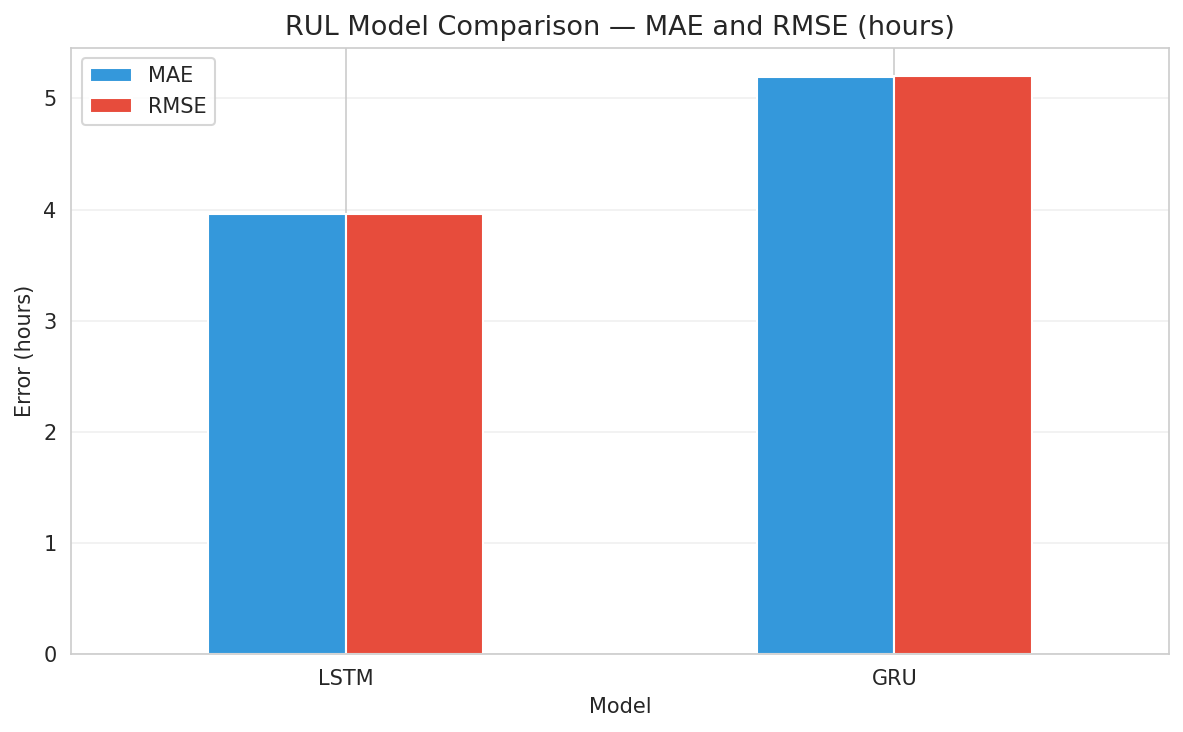 RUL Model Comparison — MAE and RMSE (hours)
MAE
RMSE
Error (hours)
5
4
3
2
1
0
LSTM
GRU
Model